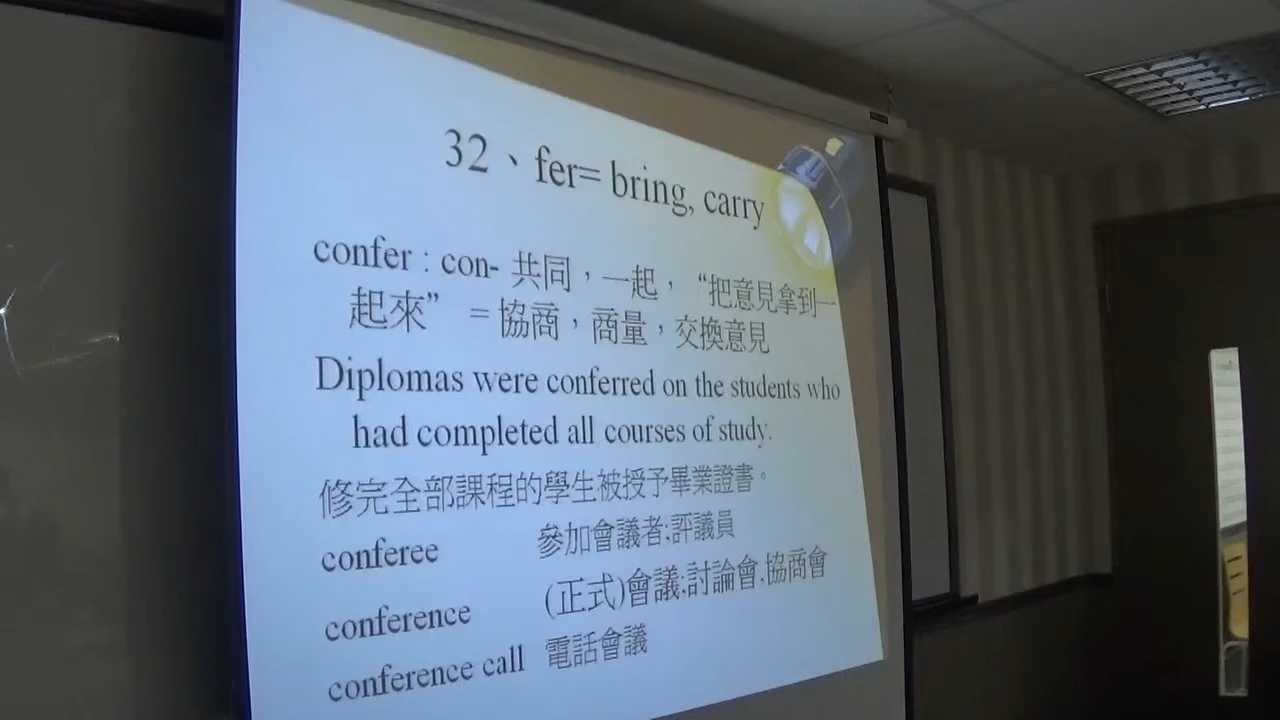 32、fer= bring, carry
confer : con- 共同，一起，“把意見拿到一
起來” ＝協商，商量，交換意見
Diplomas were conferred on the students who
had completed all courses of study.
修完全部課程的學生被授予畢業證書。
conferee 參加會議者;評議員
conference (正式)會議;討論會.協商會
conference call 電話會議